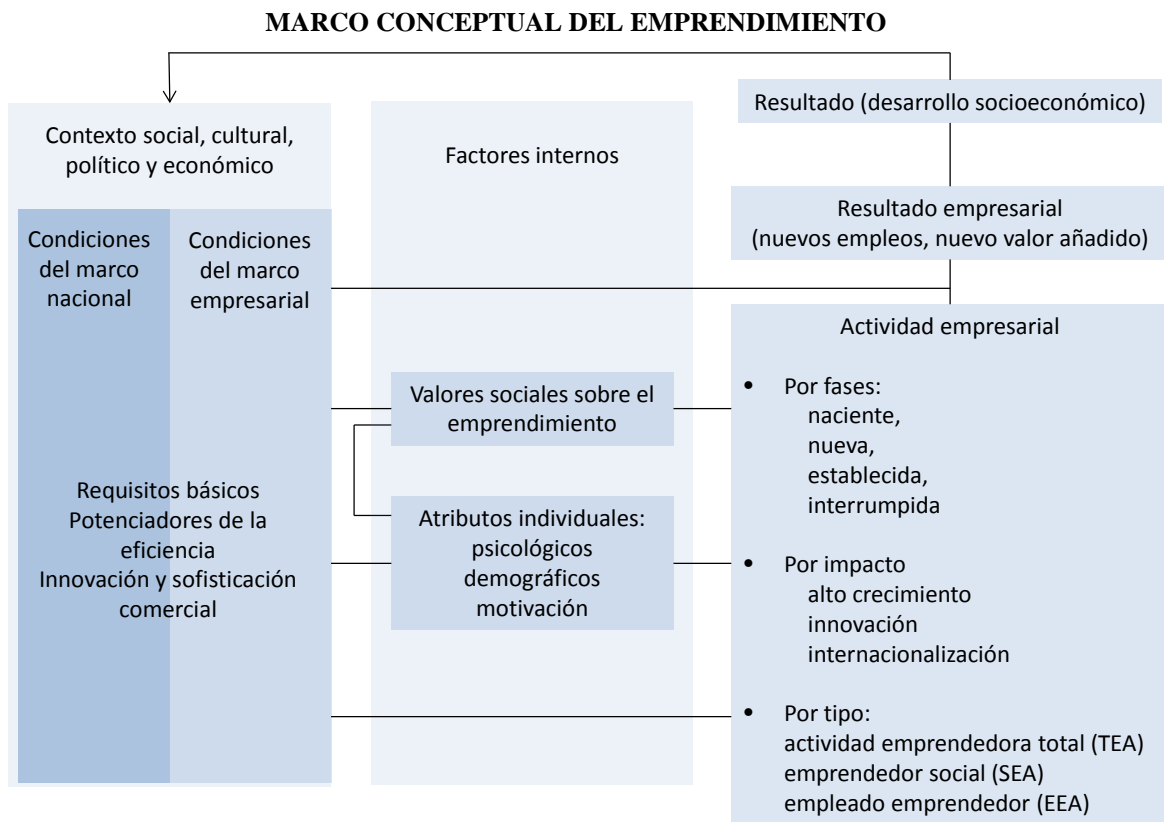 MARCO CONCEPTUAL DEL EMPRENDIMIENTO
Contexto social, cultural,
político y económico
Condiciones
del marco
nacional
Condiciones
del marco
empresarial
Requisitos básicos
Potenciadores de la
eficiencia
Innovación y sofisticación
comercial
Factores internos
Valores sociales sobre el
emprendimiento
Atributos individuales:
psicológicos
demográficos
motivación
Resultado (desarrollo socioeconómico)
Resultado empresarial
(nuevos empleos, nuevo valor añadido)
Actividad empresarial
• Por fases:
naciente,
nueva,
establecida,
interrumpida
• Por impacto
alto crecimiento
innovación
internacionalización
• Por tipo:
actividad emprendedora total (TEA)
emprendedor social (SEA)
empleado emprendedor (EEA)